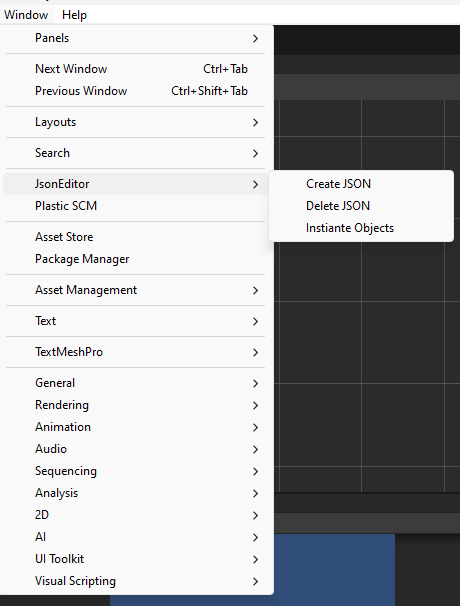 Window Help
Panels
Next Window Ctrl+Tab
Previous Window Ctrl+Shift+Tab
Layouts
Search
JsonEditor Create JSON
Plastic SCM Delete JSON
Instiante Objects
Asset Store
Package Manager
Asset Management
Text
TextMeshPro
General
Rendering
Animation
Audio
Sequencing
Analysis
2D
AI
UI Toolkit
Visual Scripting